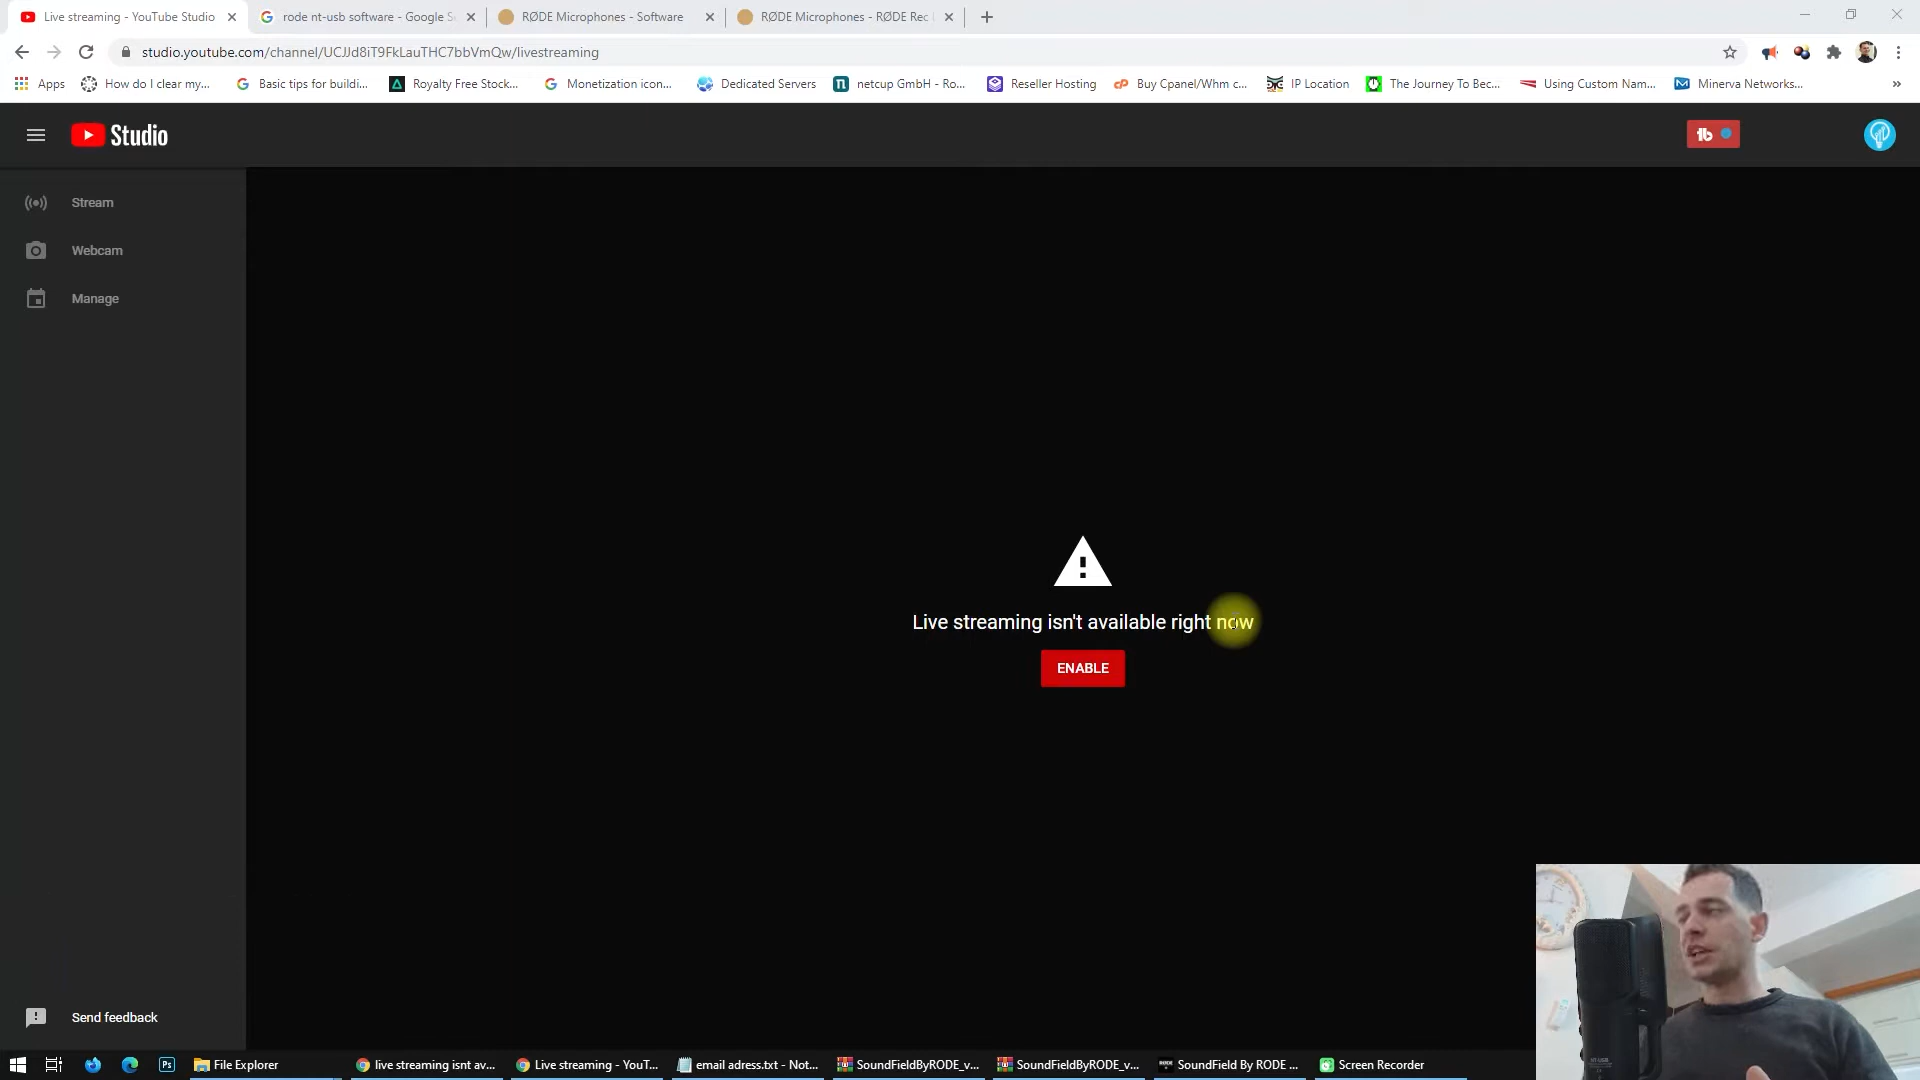 Live streaming - YouTube Studio
rode nt-usb software - Google S
RØDE Microphones - Software
RØDE Microphones - RØDE Rec
studio.youtube.com/channel/UCJJd8iT9FkLauTHC7bbVmQw/livestreaming
Apps
How do I clear my...
Basic tips for buildi...
Royalty Free Stock...
Monetization icon...
Dedicated Servers
netcup GmbH - Ro...
Reseller Hosting
Buy Cpanel/Whm c...
IP Location
The Journey To Bec...
Using Custom Nam...
Minerva Networks...
Studio
Stream
Webcam
Manage
Live streaming isn't available right now
ENABLE
Send feedback
File Explorer
live streaming isnt av...
Live streaming - YouT...
email adress.txt - Not...
SoundFieldByRODE_v...
SoundFieldByRODE_v...
SoundField By RODE ...
Screen Recorder